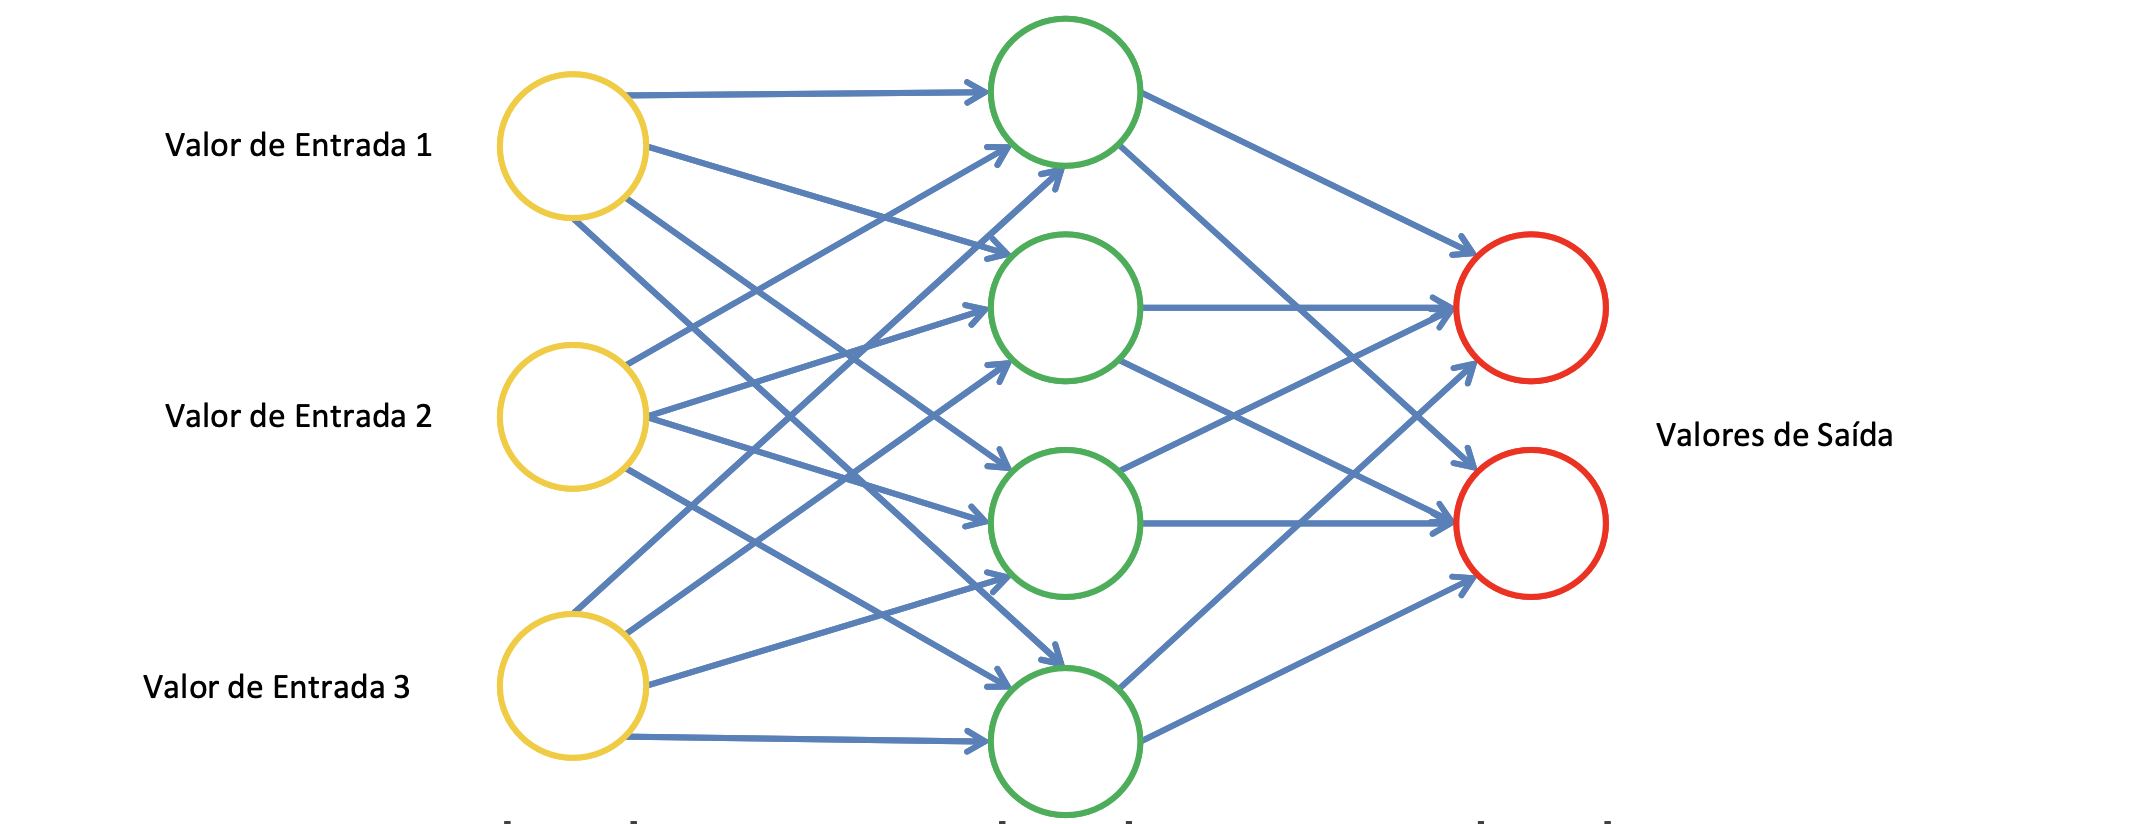 Valor de Entrada 1
Valor de Entrada 2
Valores de Saída
Valor de Entrada 3